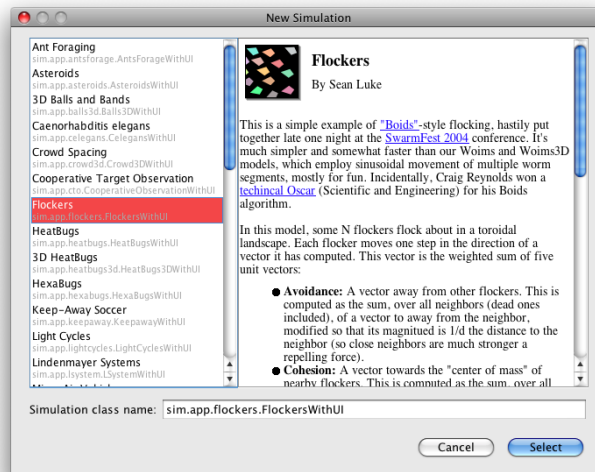 New Simulation
Ant Foraging
sim.app.antsforage.AntsForageWithUI
Asteroids
sim.app.asteroids.AsteroidsWithUI
3D Balls and Bands
sim.app.balls3d.Balls3DWithUI
Caenorhabditis elegans
sim.app.celegans.CelegansWithUI
Crowd Spacing
sim.app.crowd3d.Crowd3DWithUI
Cooperative Target Observation
sim.app.cto.CooperativeObservationWithUI
Flockers
sim.app.flockers.FlockersWithUI
HeatBugs
sim.app.heatbugs.HeatBugsWithUI
3D HeatBugs
sim.app.heatbugs3d.HeatBugs3DWithUI
HexaBugs
sim.app.hexabugs.HexaBugsWithUI
Keep-Away Soccer
sim.app.keepaway.KeepawayWithUI
Light Cycles
sim.app.lightcycles.LightCyclesWithUI
Lindenmayer Systems
sim.app.lsystem.LSystemWithUI
Flockers
By Sean Luke
This is a simple example of "Boids"-style flocking, hastily put
together late one night at the SwarmFest 2004 conference. It's
much simpler and somewhat faster than our Woims and Woims3D
models, which employ sinusoidal movement of multiple worm
segments, mostly for fun. Incidentally, Craig Reynolds won a
techincal Oscar (Scientific and Engineering) for his Boids
algorithm.
In this model, some N flockers flock about in a toroidal
landscape. Each flocker moves one step in the direction of a
vector it has computed. This vector is the weighted sum of five
unit vectors:
● Avoidance: A vector away from other flockers. This is
computed as the sum, over all neighbors (dead ones
included), of a vector to away from the neighbor,
modified so that its magnitued is 1/d the distance to the
neighbor (so close neighbors are much stronger a
repelling force).
● Cohesion: A vector towards the "center of mass" of
nearby flockers. This is computed as the sum, over all
Simulation class name: sim.app.flockers.FlockersWithUI
Cancel
Select